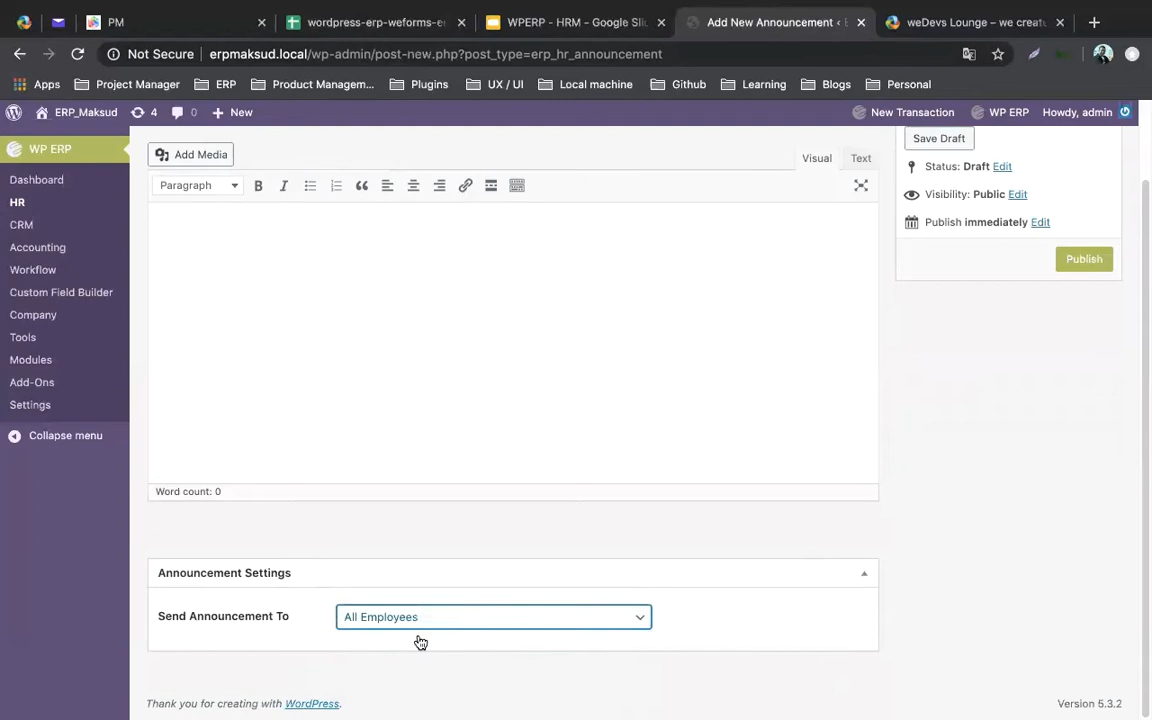 PM
wordpress-erp-weforms-er
WPERP - HRM – Google Slid
Add New Announcement ‹ E
weDevs Lounge – we creat
Not Secure erpmaksud.local/wp-admin/post-new.php?post_type=erp_hr_announcement
Apps Project Manager ERP Product Managem... Plugins UX / UI Local machine Github Learning Blogs Personal
ERP_Maksud 4 0 New New Transaction WP ERP Howdy, admin
WP ERP
Dashboard
HR
CRM
Accounting
Workflow
Custom Field Builder
Company
Tools
Modules
Add-Ons
Settings
Collapse menu
Add Media
Visual Text
Paragraph
B I
Word count: 0
Save Draft
Status: Draft Edit
Visibility: Public Edit
Publish immediately Edit
Publish
Announcement Settings
Send Announcement To All Employees
Thank you for creating with WordPress.
Version 5.3.2